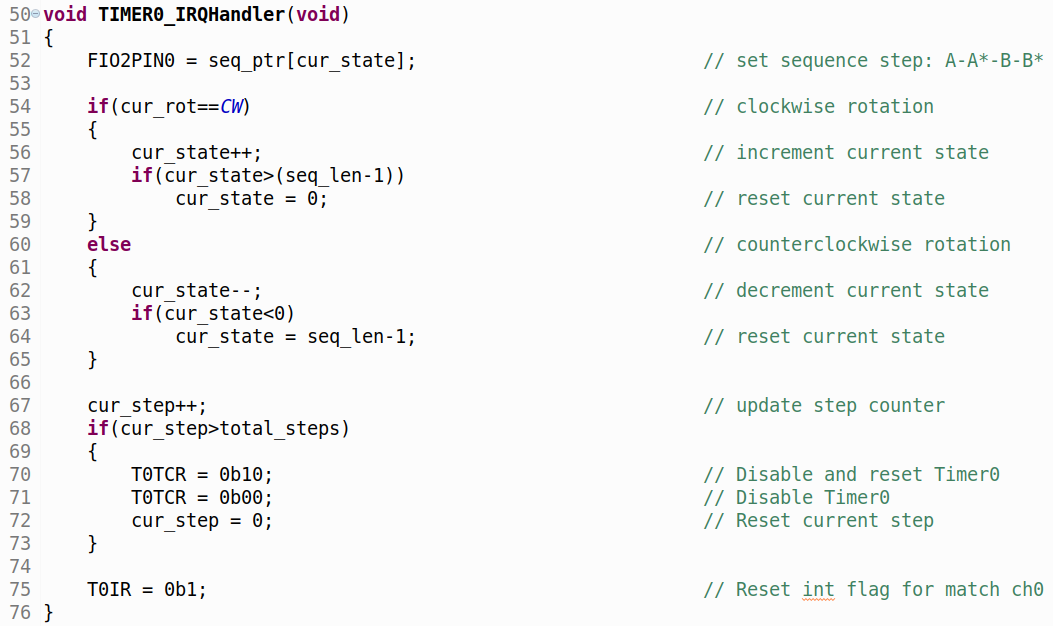 50 void TIMER0_IRQHandler(void)
51 {
52     FIO2PIN0 = seq_ptr[cur_state];                          // set sequence step: A-A*-B-B*
53
54     if(cur_rot==CW)                                         // clockwise rotation
55     {
56         cur_state++;                                        // increment current state
57         if(cur_state>(seq_len-1))
58             cur_state = 0;                                  // reset current state
59     }
60     else                                                    // counterclockwise rotation
61     {
62         cur_state--;                                        // decrement current state
63         if(cur_state<0)
64             cur_state = seq_len-1;                          // reset current state
65     }
66
67     cur_step++;                                             // update step counter
68     if(cur_step>total_steps)
69     {
70         T0TCR = 0b10;                                       // Disable and reset Timer0
71         T0TCR = 0b00;                                       // Disable Timer0
72         cur_step = 0;                                       // Reset current step
73     }
74
75     T0IR = 0b1;                                             // Reset int flag for match ch0
76 }